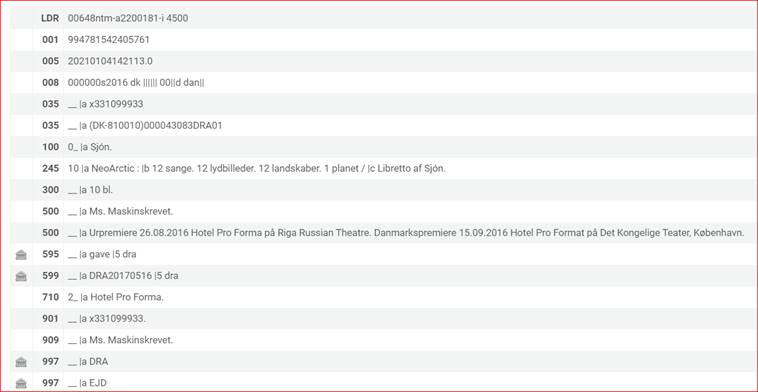 LDR 00648ntm-a2200181-i 4500
001 994781542405761
005 20210104142113.0
008 000000s2016 dk |||||| 00||d dan||
035 __ |a x331099933
035 __ |a (DK-810010)000043083DRA01
100 0_ |a Sjón.
245 10 |a NeoArctic : |b 12 sange. 12 lydbilleder. 12 landskaber. 1 planet / |c Libretto af Sjón.
300 __ |a 10 bl.
500 __ |a Ms. Maskinskrevet.
500 __ |a Urpremiere 26.08.2016 Hotel Pro Forma på Riga Russian Theatre. Danmarkspremiere 15.09.2016 Hotel Pro Format på Det Kongelige Teater, København.
595 __ |a gave |5 dra
599 __ |a DRA20170516 |5 dra
710 2_ |a Hotel Pro Forma.
901 __ |a x331099933.
909 __ |a Ms. Maskinskrevet.
997 __ |a DRA
997 __ |a EJD